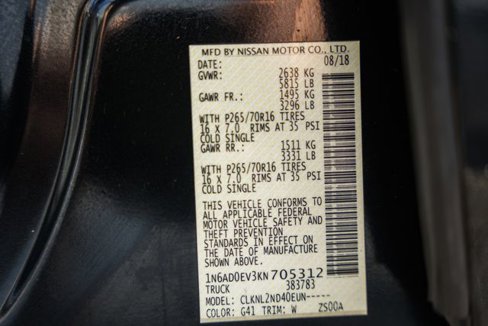 MFD BY NISSAN MOTOR CO., LTD.
DATE: 08/18
GVWR: 2638 KG
5815 LB
GAWR FR.: 1495 KG
3296 LB
WITH P265/70R16 TIRES
16 X 7.0 RIMS AT 35 PSI
COLD SINGLE
GAWR RR.: 1511 KG
3331 LB
WITH P265/70R16 TIRES
16 X 7.0 RIMS AT 35 PSI
COLD SINGLE
THIS VEHICLE CONFORMS TO
ALL APPLICABLE FEDERAL
MOTOR VEHICLE SAFETY AND
THEFT PREVENTION
STANDARDS IN EFFECT ON
THE DATE OF MANUFACTURE
SHOWN ABOVE.
1N6AD0EV3KN705312
TRUCK 383783
MODEL: CLKNL2ND40EUN-----
COLOR: G41 TRIM: W ZS00A